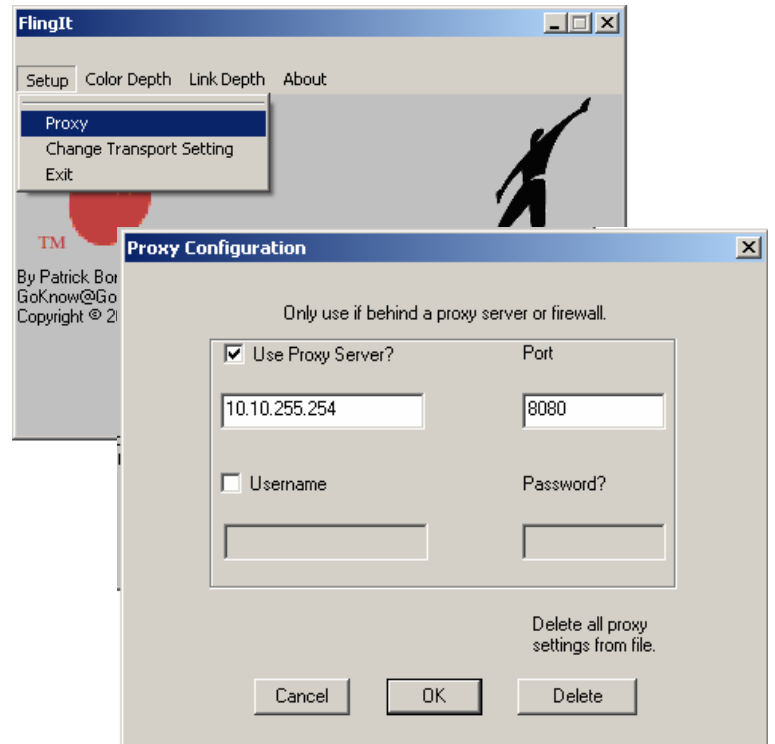 FlingIt
Setup Color Depth Link Depth About
Proxy
Change Transport Setting
Exit
TM
By Patrick
GoKnow@Go
Copyright ©
Proxy Configuration
Only use if behind a proxy server or firewall.
Use Proxy Server? Port
10.10.255.254 8080
Username Password?
Delete all proxy
settings from file.
Cancel OK Delete